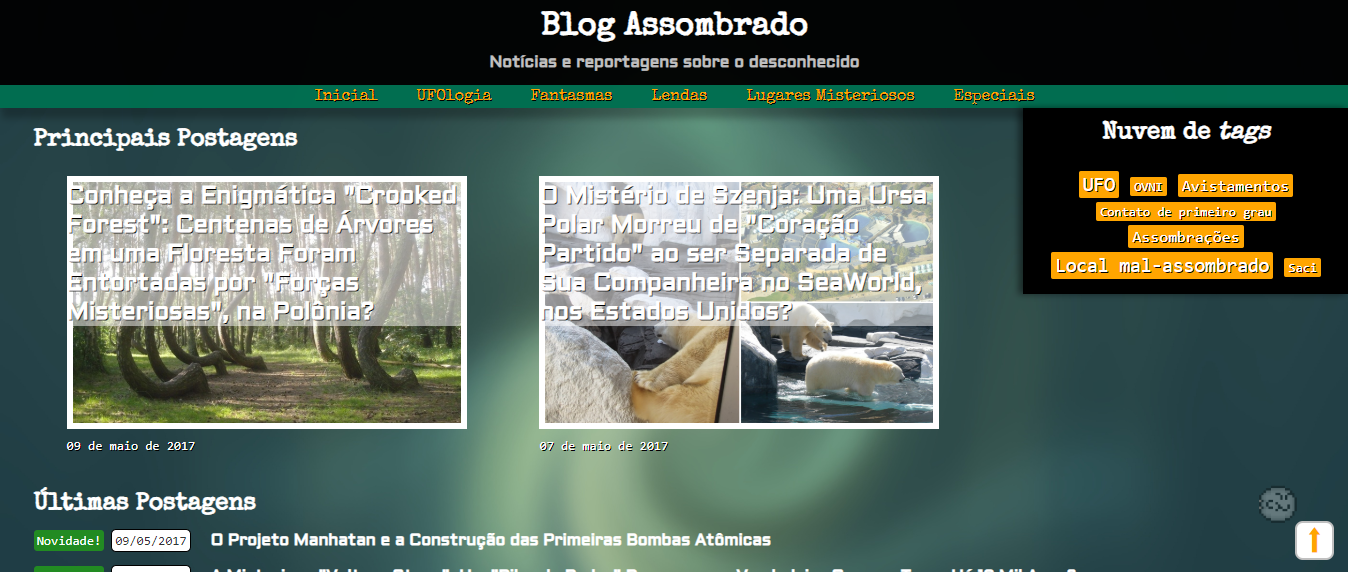 Blog Assombrado
Notícias e reportagens sobre o desconhecido
Inicial UFOlogia Fantasmas Lendas Lugares Misteriosos Especiais
Principais Postagens
Conheça a Enigmática "Crooked
Forest": Centenas de Árvores
em uma Floresta Foram
Entortadas por "Forças
Misteriosas", na Polônia?
09 de maio de 2017
O Mistério de Szenja: Uma Ursa
Polar Morreu de "Coração
Partido" ao ser Separada de
Sua Companheira no SeaWorld,
nos Estados Unidos?
07 de maio de 2017
Nuvem de tags
UFO OVNI Avistamentos
Contato de primeiro grau
Assombrações
Local mal-assombrado Saci
Últimas Postagens
Novidade! 09/05/2017 O Projeto Manhatan e a Construção das Primeiras Bombas Atômicas